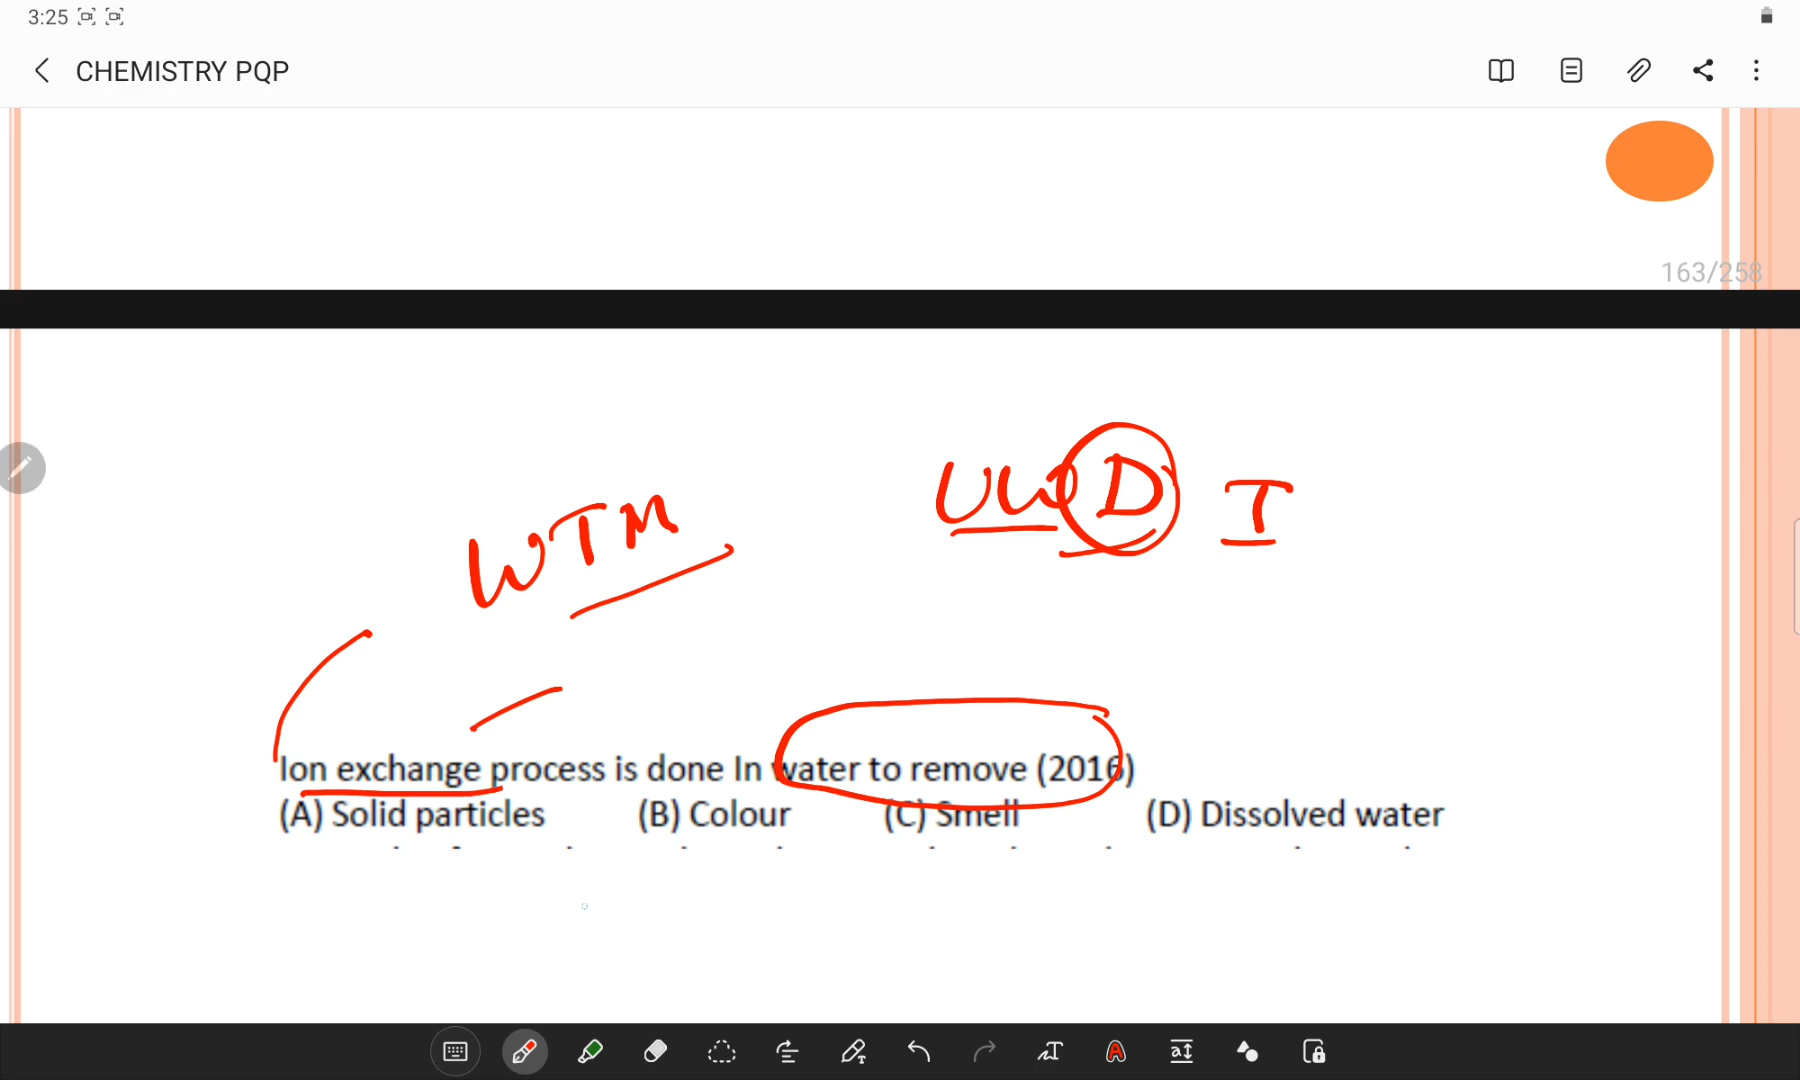 3:25
CHEMISTRY PQP
163/258
WTM
D I
Ion exchange process is done In water to remove (2016)
(A) Solid particles (B) Colour (C) Smell (D) Dissolved water
A
a
T